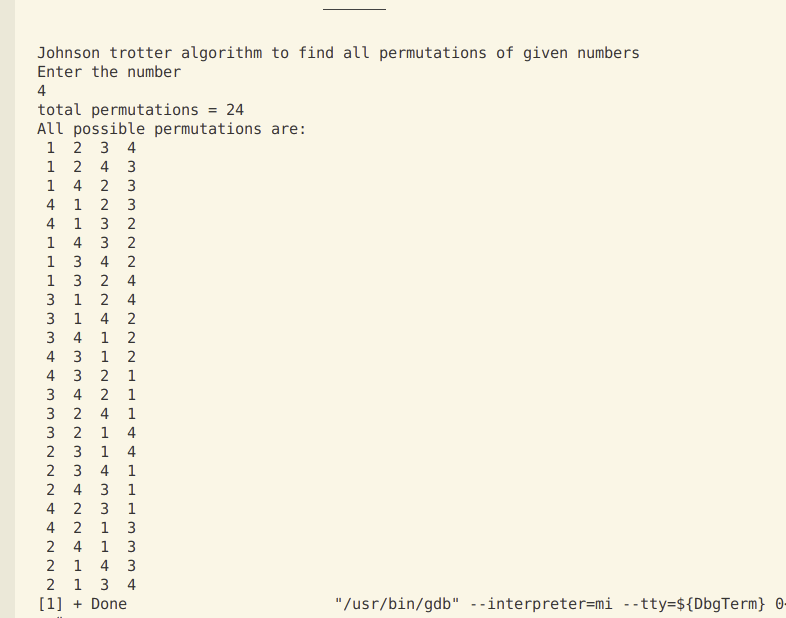 Johnson trotter algorithm to find all permutations of given numbers
Enter the number
4
total permutations = 24
All possible permutations are:
1 2 3 4
1 2 4 3
1 4 2 3
4 1 2 3
4 1 3 2
1 4 3 2
1 3 4 2
1 3 2 4
3 1 2 4
3 1 4 2
3 4 1 2
4 3 1 2
4 3 2 1
3 4 2 1
3 2 4 1
3 2 1 4
2 3 1 4
2 3 4 1
2 4 3 1
4 2 3 1
4 2 1 3
2 4 1 3
2 1 4 3
2 1 3 4
[1] + Done "/usr/bin/gdb" --interpreter=mi --tty=${DbgTerm} 0<